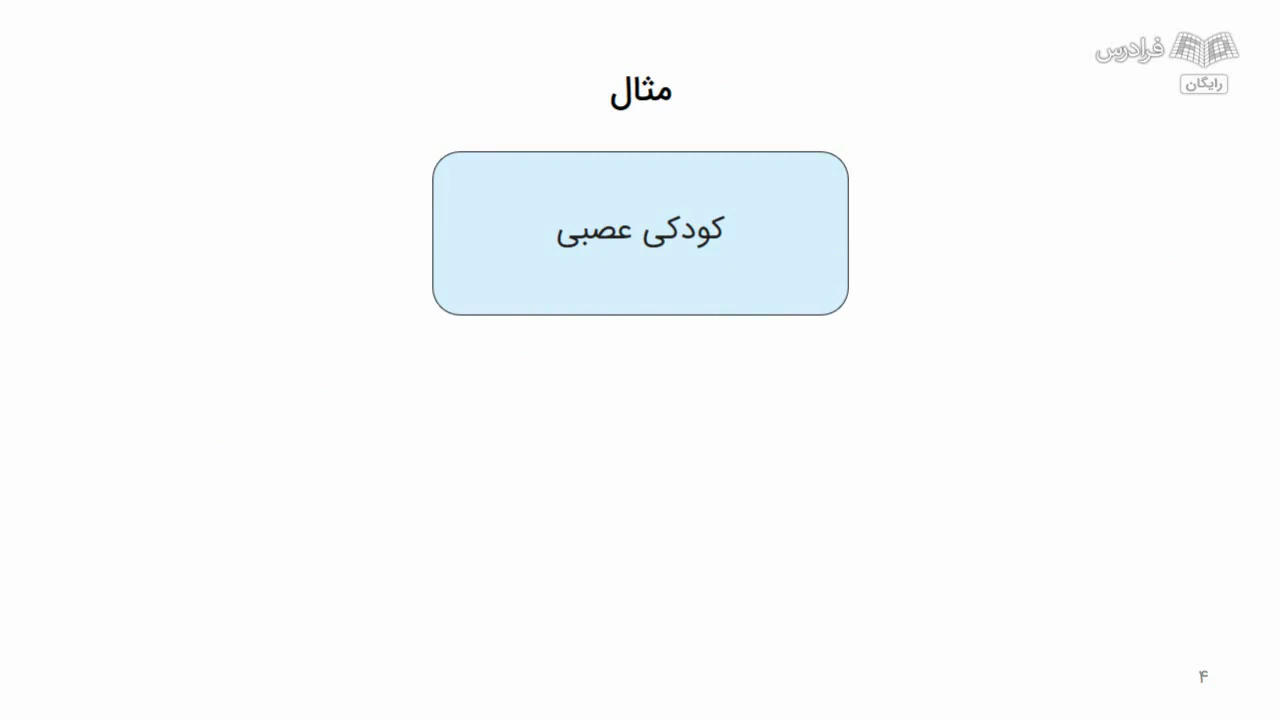 فرادرس
رایگان
مثال
کودکی عصبی
۴